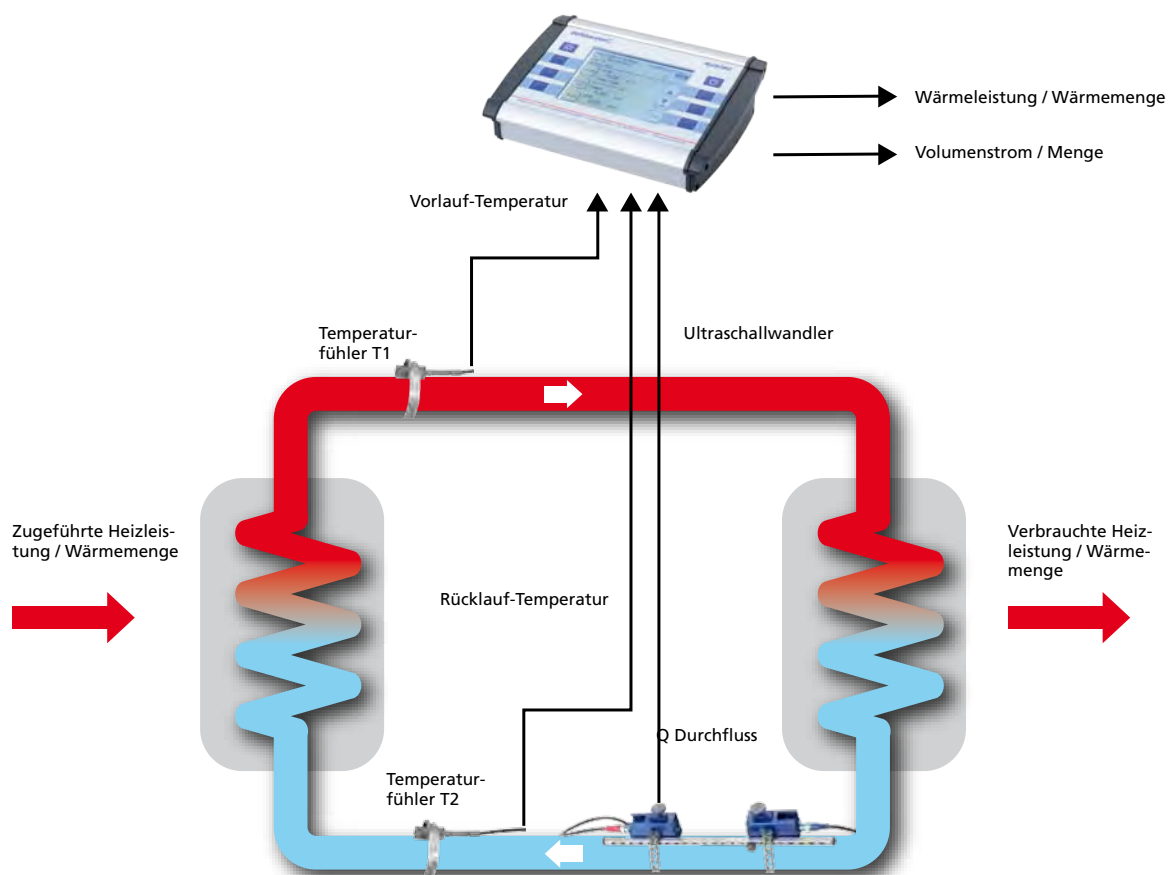 Wärmeleistung / Wärmemenge
Volumenstrom / Menge
Vorlauf-Temperatur
Temperatur-
fühler T1
Ultraschallwandler
Zugeführte Heizleis-
tung / Wärmemenge
Verbrauchte Heiz-
leistung / Wärme-
menge
Rücklauf-Temperatur
Q Durchfluss
Temperatur-
fühler T2